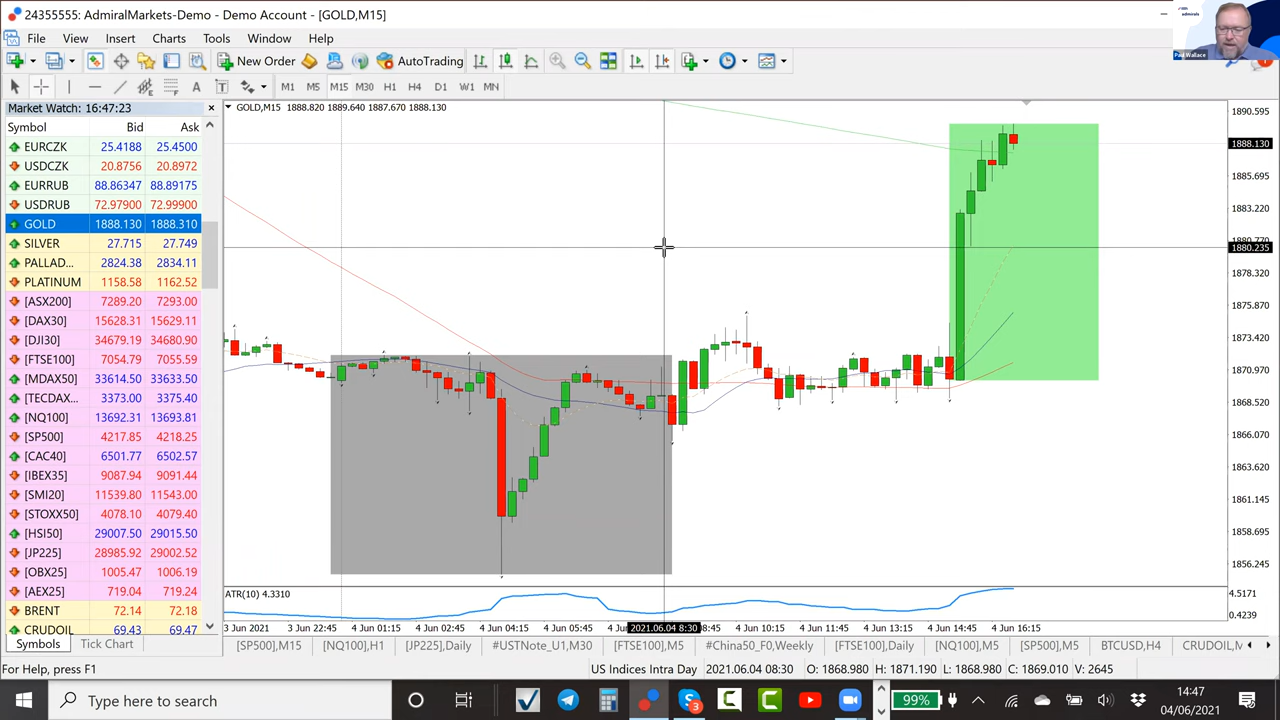 24355555: AdmiralMarkets-Demo - Demo Account - [GOLD,M15]
admirals
Paul Wallace
File View Insert Charts Tools Window Help
New Order AutoTrading
A T M1 M5 M15 M30 H1 H4 D1 W1 MN
Market Watch: 16:47:23
Symbol Bid Ask
EURCZK 25.4188 25.4500
USDCZK 20.8756 20.8972
EURRUB 88.86347 88.89175
USDRUB 72.97900 72.99900
GOLD 1888.130 1888.310
SILVER 27.715 27.749
PALLAD... 2824.38 2834.11
PLATINUM 1158.58 1162.52
[ASX200] 7289.20 7293.00
[DAX30] 15628.31 15629.11
[DJI30] 34679.19 34680.90
[FTSE100] 7054.79 7055.59
[MDAX50] 33614.50 33633.50
[TECDAX... 3373.00 3375.40
[NQ100] 13692.31 13693.81
[SP500] 4217.85 4218.25
[CAC40] 6501.77 6502.57
[IBEX35] 9087.94 9091.44
[SMI20] 11539.80 11543.00
[STOXX50] 4078.10 4079.40
[HSI50] 29007.50 29015.50
[JP225] 28985.92 29002.52
[OBX25] 1005.47 1006.19
[AEX25] 719.04 719.24
BRENT 72.14 72.18
CRUDOIL 69.43 69.47
Symbols Tick Chart
GOLD,M15 1888.820 1889.640 1887.670 1888.130
1890.595
1888.130
1885.695
1883.220
1880.235
1878.320
1875.870
1873.420
1870.970
1868.520
1866.070
1863.620
1861.145
1858.695
1856.245
ATR(10) 4.3310
4.5171
0.4239
3 Jun 2021 3 Jun 22:45 4 Jun 01:15 4 Jun 02:45 4 Jun 04:15 4 Jun 05:45 4 Ju 2021.06.04 8:30 08:45 4 Jun 10:15 4 Jun 11:45 4 Jun 13:15 4 Jun 14:45 4 Jun 16:15
[SP500],M15 [NQ100],H1 [JP225],Daily #USTNote_U1,M30 [FTSE100],M5 #China50_F0,Weekly [FTSE100],Daily [NQ100],M5 [SP500],M5 BTCUSD,H4 CRUDOIL,M
For Help, press F1 US Indices Intra Day 2021.06.04 08:30 O: 1868.980 H: 1871.190 L: 1868.980 C: 1869.010 V: 2645
Type here to search
3
99%
14:47
04/06/2021